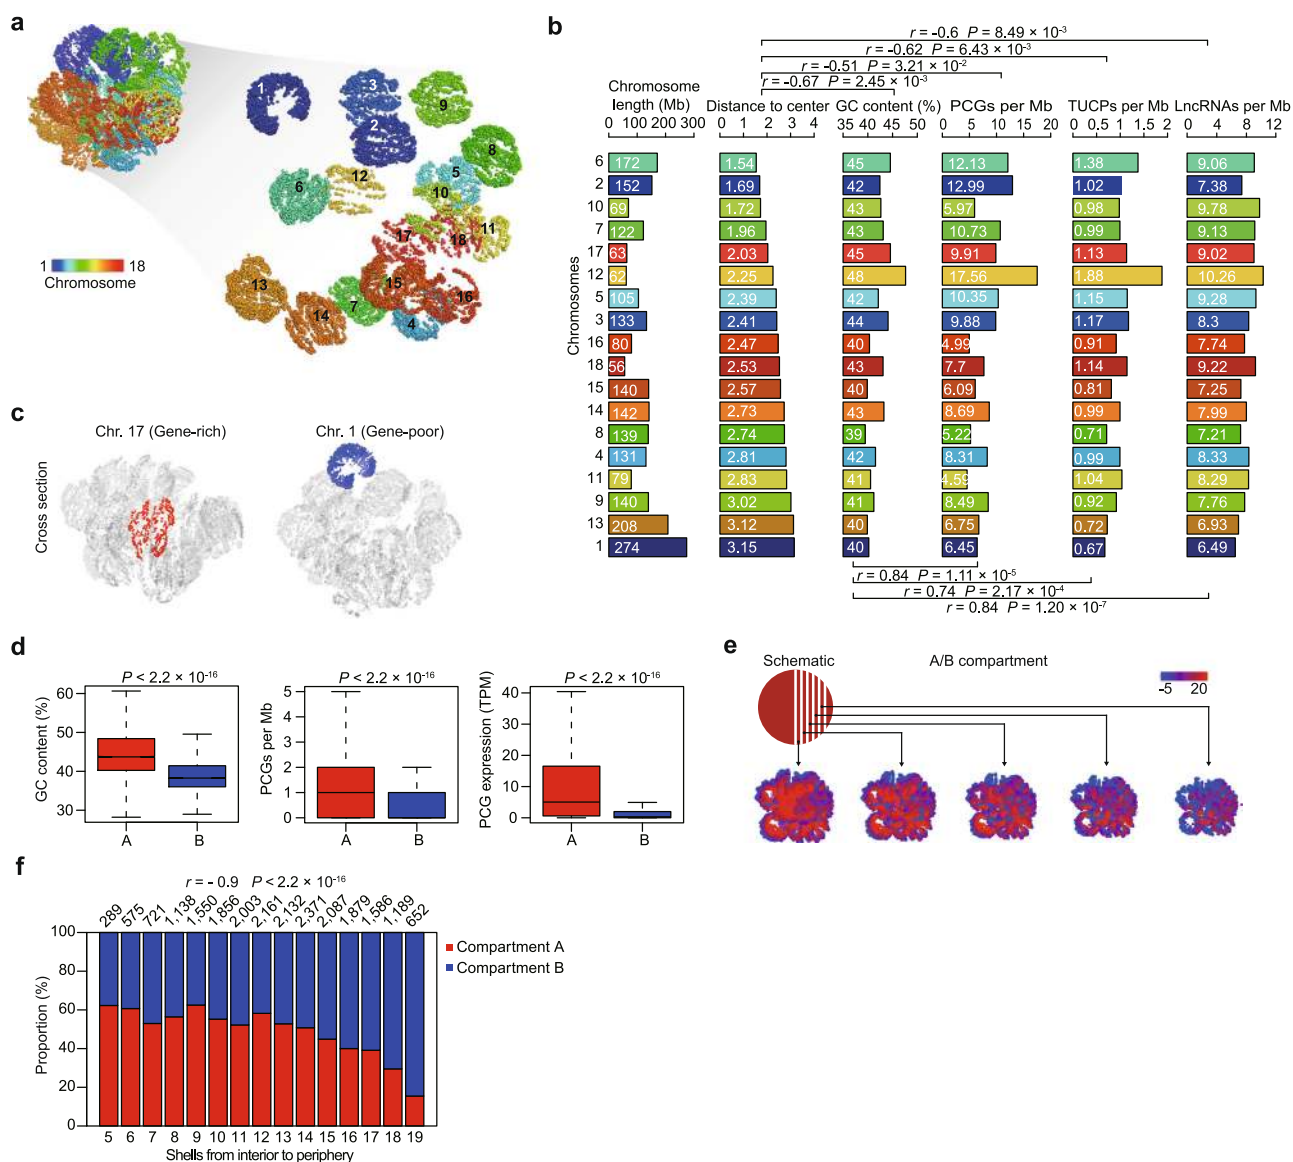 a
1
3
9
2
8
12
5
6
10
17
18
11
13
15
16
14
7
4
1 18
Chromosome
b
r = -0.6 P = 8.49 × 10-3
r = -0.62 P = 6.43 × 10-3
r = -0.51 P = 3.21 × 10-2
r = -0.67 P = 2.45 × 10-3
Chromosome length (Mb) Distance to center GC content (%) PCGs per Mb TUCPs per Mb LncRNAs per Mb
0 100 200 300 0 1 2 3 4 35 40 45 50 0 5 10 15 20 0 0.5 1 1.5 2 0 4 8 12
Chromosomes
6 172 1.54 45 12.13 1.38 9.06
2 152 1.69 42 12.99 1.02 7.38
10 69 1.72 43 5.97 0.98 9.78
7 122 1.96 43 10.73 0.99 9.13
17 63 2.03 45 9.91 1.13 9.02
12 62 2.25 48 17.56 1.88 10.26
5 105 2.39 42 10.35 1.15 9.28
3 133 2.41 44 9.88 1.17 8.3
16 80 2.47 40 4.99 0.91 7.74
18 56 2.53 43 7.7 1.14 9.22
15 140 2.57 40 6.09 0.81 7.25
14 142 2.73 43 8.69 0.99 7.99
8 139 2.74 39 5.22 0.71 7.21
4 131 2.81 42 8.31 0.99 8.33
11 79 2.83 41 4.59 1.04 8.29
9 140 3.02 41 8.49 0.92 7.76
13 208 3.12 40 6.75 0.72 6.93
1 274 3.15 40 6.45 0.67 6.49
r = 0.84 P = 1.11 × 10-5
r = 0.74 P = 2.17 × 10-4
r = 0.84 P = 1.20 × 10-7
c
Chr. 17 (Gene-rich) Chr. 1 (Gene-poor)
Cross section
d
P < 2.2 × 10-16
GC content (%)
60
50
40
30
A B
P < 2.2 × 10-16
PCGs per Mb
5
4
3
2
1
0
A B
P < 2.2 × 10-16
PCG expression (TPM)
40
30
20
10
0
A B
e
Schematic A/B compartment
-5 20
f
r = - 0.9 P < 2.2 × 10-16
289 575 721 1,138 1,550 1,856 2,003 2,161 2,132 2,371 2,087 1,879 1,586 1,189 652
Proportion (%)
100
80
60
40
20
0
5 6 7 8 9 10 11 12 13 14 15 16 17 18 19
Shells from interior to periphery
Compartment A
Compartment B